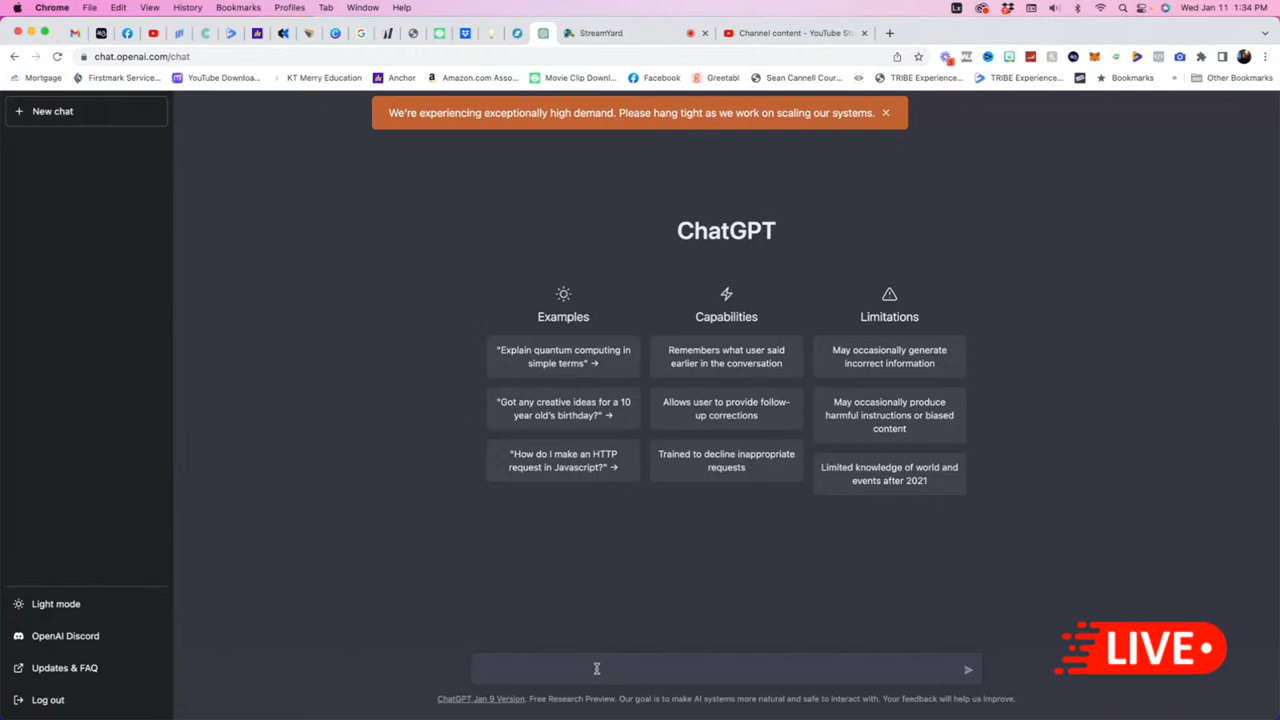 Chrome File Edit View History Bookmarks Profiles Tab Window Help Wed Jan 11 1:34 PM
StreamYard Channel content - YouTube Stu
chat.openai.com/chat
Mortgage Firstmark Service... YouTube Downloa... KT Merry Education Anchor Amazon.com Asso... Movie Clip Downl... Facebook Greetabl Sean Cannell Cour... TRIBE Experience... TRIBE Experience... Bookmarks » Other Bookmarks
+ New chat
We're experiencing exceptionally high demand. Please hang tight as we work on scaling our systems.
ChatGPT
Examples
"Explain quantum computing in
simple terms" →
"Got any creative ideas for a 10
year old's birthday?" →
"How do I make an HTTP
request in Javascript?" →
Capabilities
Remembers what user said
earlier in the conversation
Allows user to provide follow-
up corrections
Trained to decline inappropriate
requests
Limitations
May occasionally generate
incorrect information
May occasionally produce
harmful instructions or biased
content
Limited knowledge of world and
events after 2021
Light mode
OpenAI Discord
Updates & FAQ
Log out
LIVE
ChatGPT Jan 9 Version. Free Research Preview. Our goal is to make AI systems more natural and safe to interact with. Your feedback will help us improve.